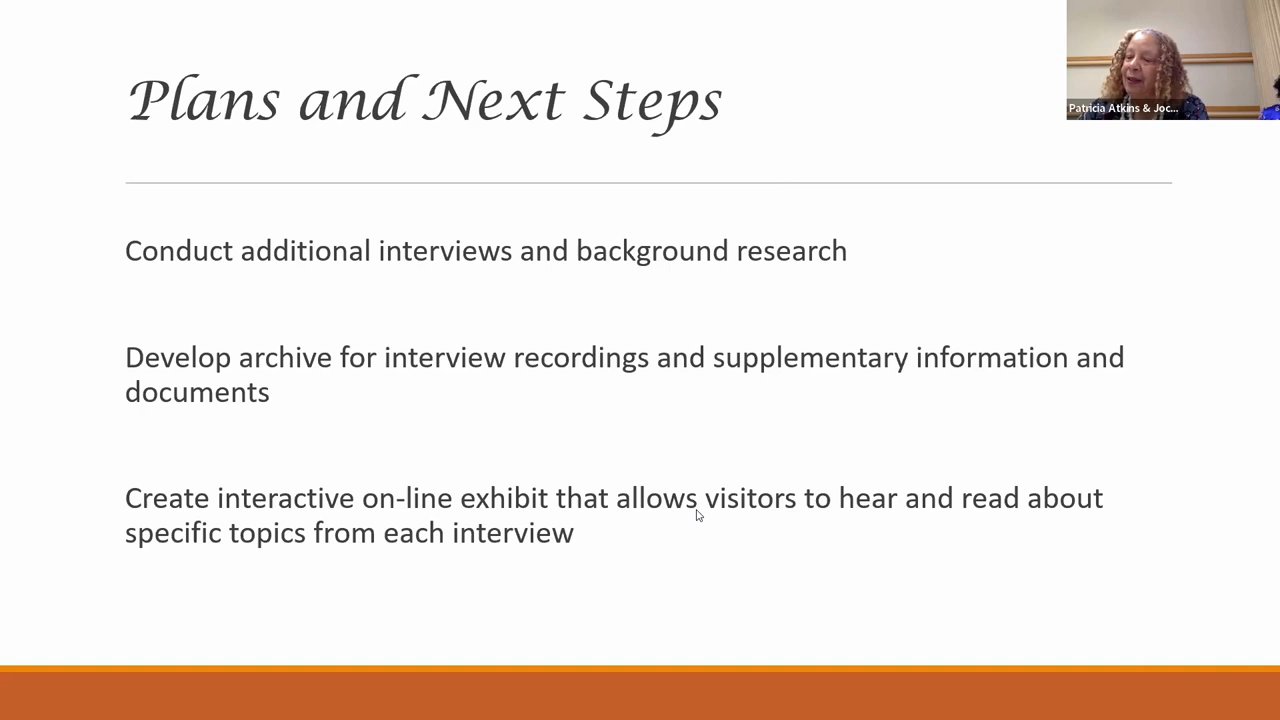 Plans and Next Steps
Patricia Atkins & Joc...
Conduct additional interviews and background research
Develop archive for interview recordings and supplementary information and
documents
Create interactive on-line exhibit that allows visitors to hear and read about
specific topics from each interview